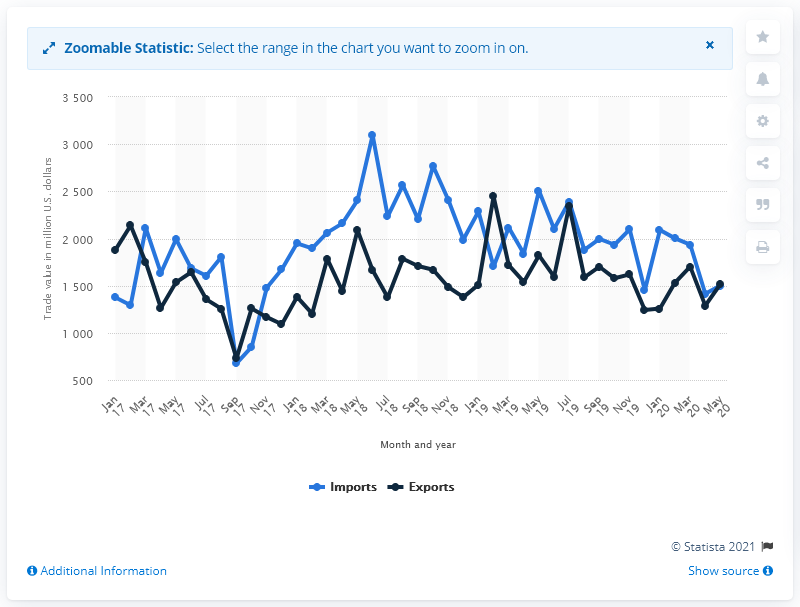 Zoomable Statistic: Select the range in the chart you want to zoom in on.
3 500
3 000
2 500
2 000
1 500
1 000
500
Trade value in million U.S. dollars
Jan 17
Mar 17
May 17
Jul 17
Sep 17
Nov 17
Jan 18
Mar 18
May 18
Jul 18
Sep 18
Nov 18
Jan 19
Mar 19
May 19
Jul 19
Sep 19
Nov 19
Jan 20
Mar 20
May 20
Month and year
Imports Exports
© Statista 2021
Additional Information Show source